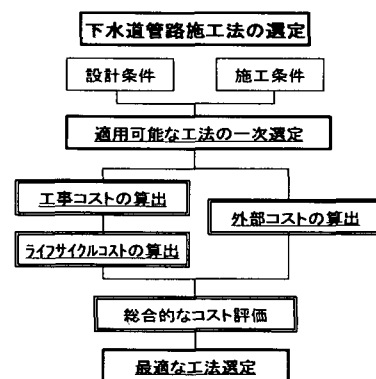 下水道管路施工法の選定
設計条件
施工条件
適用可能な工法の一次選定
工事コストの算出
外部コストの算出
ライフサイクルコストの算出
総合的なコスト評価
最適な工法選定